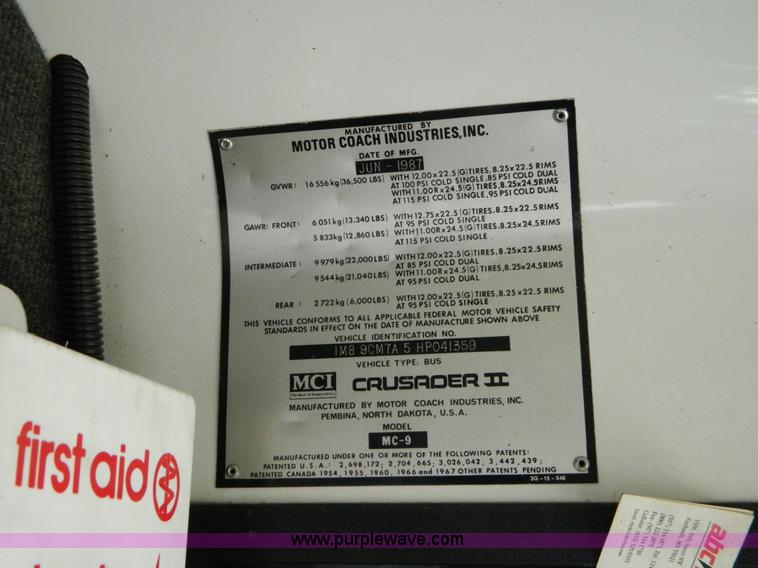 MANUFACTURED BY
MOTOR COACH INDUSTRIES, INC.
DATE OF MFG.
JUN - 1987
GVWR: 16 556 kg (36,500 LBS) WITH 12.00x22.5 (G) TIRES, 8.25x22.5 RIMS
AT 100 PSI COLD SINGLE, 85 PSI COLD DUAL
WITH 11.00R x 24.5 (G) TIRES, 8.25x24.5 RIMS
AT 115 PSI COLD SINGLE, 95 PSI COLD DUAL
GAWR: FRONT: 6 051 kg (13,340 LBS) WITH 12.75x22.5 (G) TIRES, 8.25x22.5 RIMS
AT 95 PSI COLD SINGLE
5 833 kg (12,860 LBS) WITH 11.00R x 24.5 (G) TIRES, 8.25x24.5 RIMS
AT 115 PSI COLD SINGLE
INTERMEDIATE: 9 979 kg (22,000 LBS) WITH 12.00x22.5 (G) TIRES, 8.25x22.5 RIMS
AT 85 PSI COLD DUAL
9 544 kg (21,040 LBS) WITH 11.00R x 24.5 (G) TIRES, 8.25-24.5 RIMS
AT 95 PSI COLD DUAL
REAR: 2 722 kg (6,000 LBS) WITH 12.00x22.5 (G) TIRES, 8.25x22.5 RIMS
AT 95 PSI COLD SINGLE
THIS VEHICLE CONFORMS TO ALL APPLICABLE FEDERAL MOTOR VEHICLE SAFETY
STANDARDS IN EFFECT ON THE DATE OF MANUFACTURE SHOWN ABOVE
VEHICLE IDENTIFICATION NO.
1M8 9CM7A 5 HP041359
VEHICLE TYPE: BUS
MCI CRUSADER II
MANUFACTURED BY MOTOR COACH INDUSTRIES, INC.
PEMBINA, NORTH DAKOTA, U.S.A.
MODEL
MC-9
MANUFACTURED UNDER ONE OR MORE OF THE FOLLOWING PATENTS:
PATENTED U.S.A.: 2,698,172; 2,704,665; 3,026,042; 3,442,439;
PATENTED CANADA 1954, 1955, 1960, 1966 and 1967 OTHER PATENTS PENDING
3G-15-546
first aid
abc
www.purplewave.com